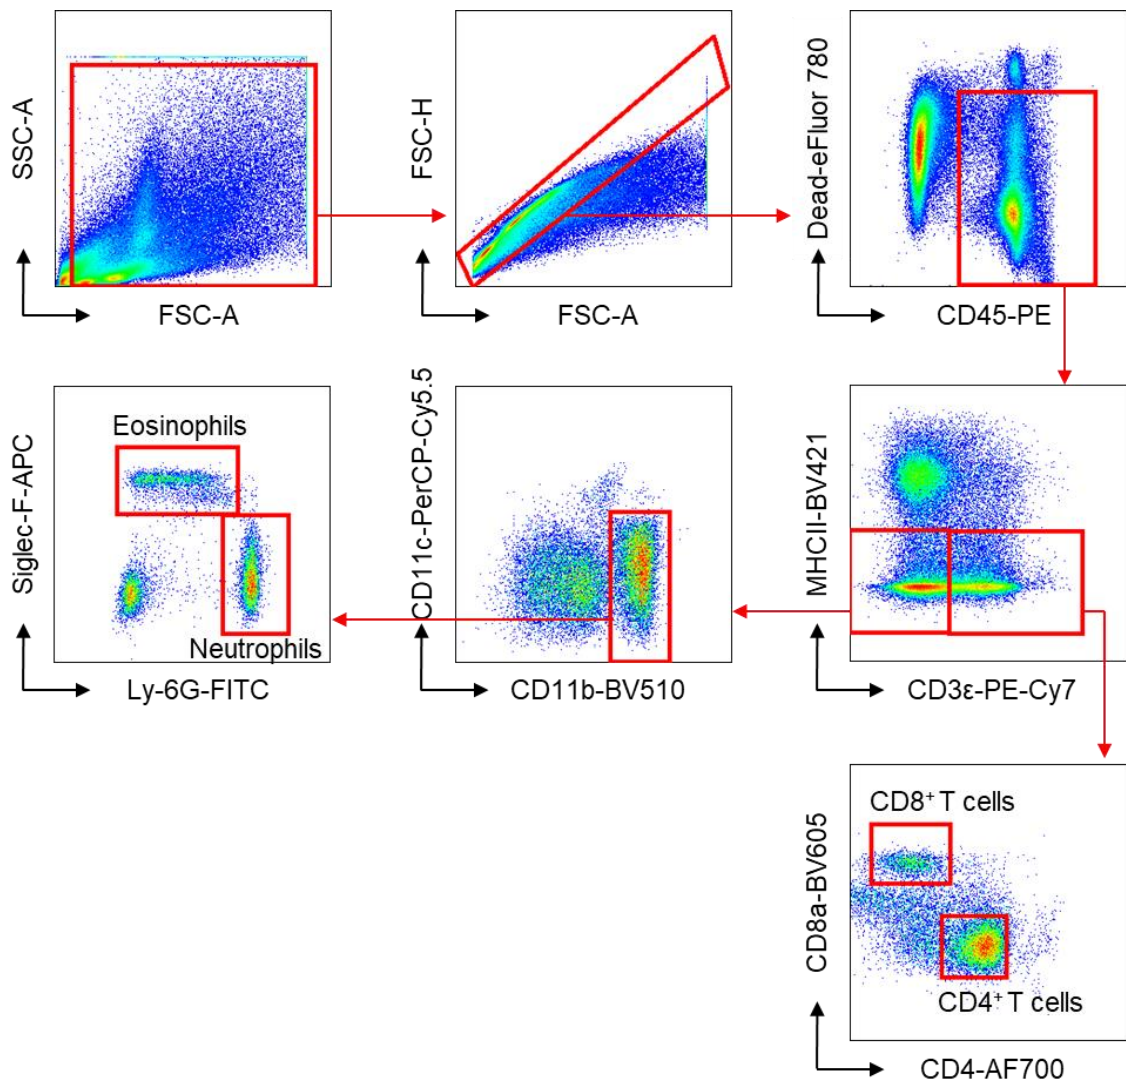 SSC-A
FSC-A
FSC-H
FSC-A
Dead-eFluor 780
CD45-PE
Siglec-F-APC
Eosinophils
Neutrophils
Ly-6G-FITC
CD11c-PerCP-Cy5.5
CD11b-BV510
MHCII-BV421
CD3ε-PE-Cy7
CD8a-BV605
CD8⁺ T cells
CD4⁺ T cells
CD4-AF700